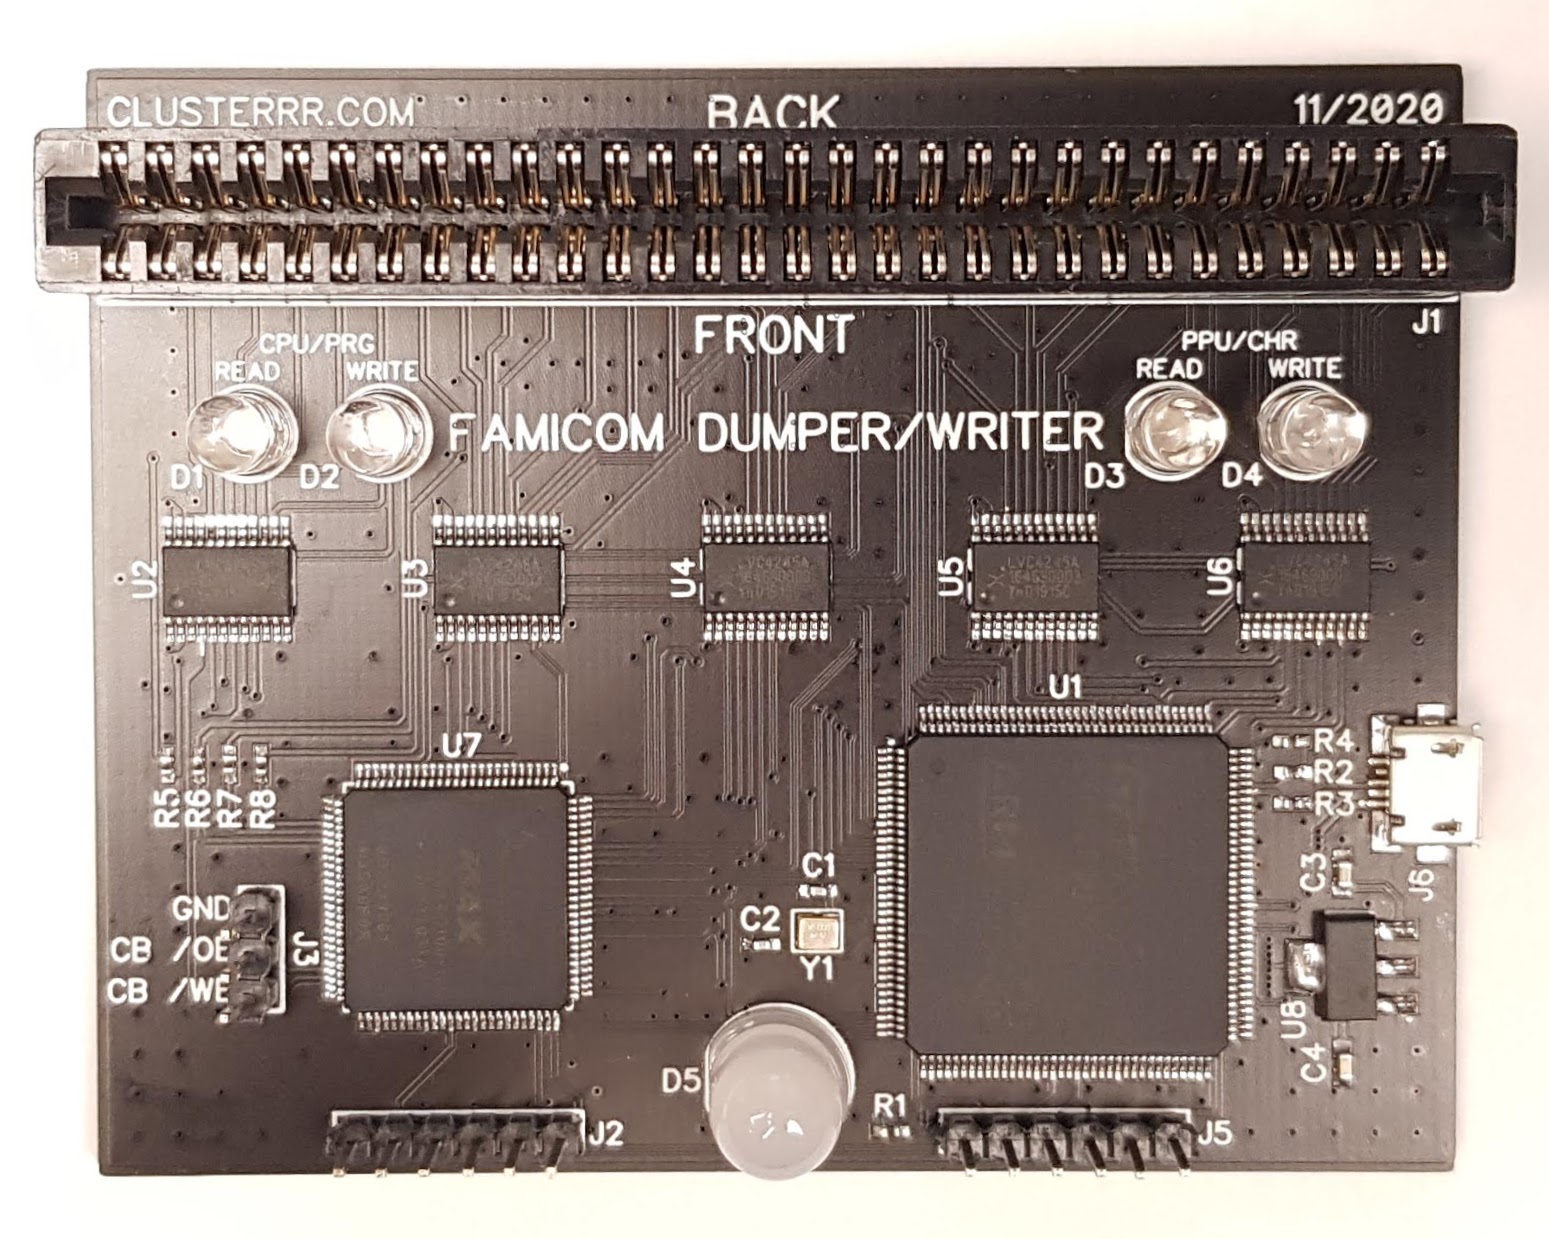 CLUSTERRR.COM BACK 11/2020
FRONT
J1
CPU/PRG PPU/CHR
READ WRITE READ WRITE
FAMICOM DUMPER/WRITER
D1 D2 D3 D4
U2 U3 U4 U5 U6
U1
U7
R4
R2
R3
R5 R6 R7 R8
C1
C3
J6
GND
CB /OE
CB /WE
J3
C2
Y1
U8
C4
D5
R1
J2
J5